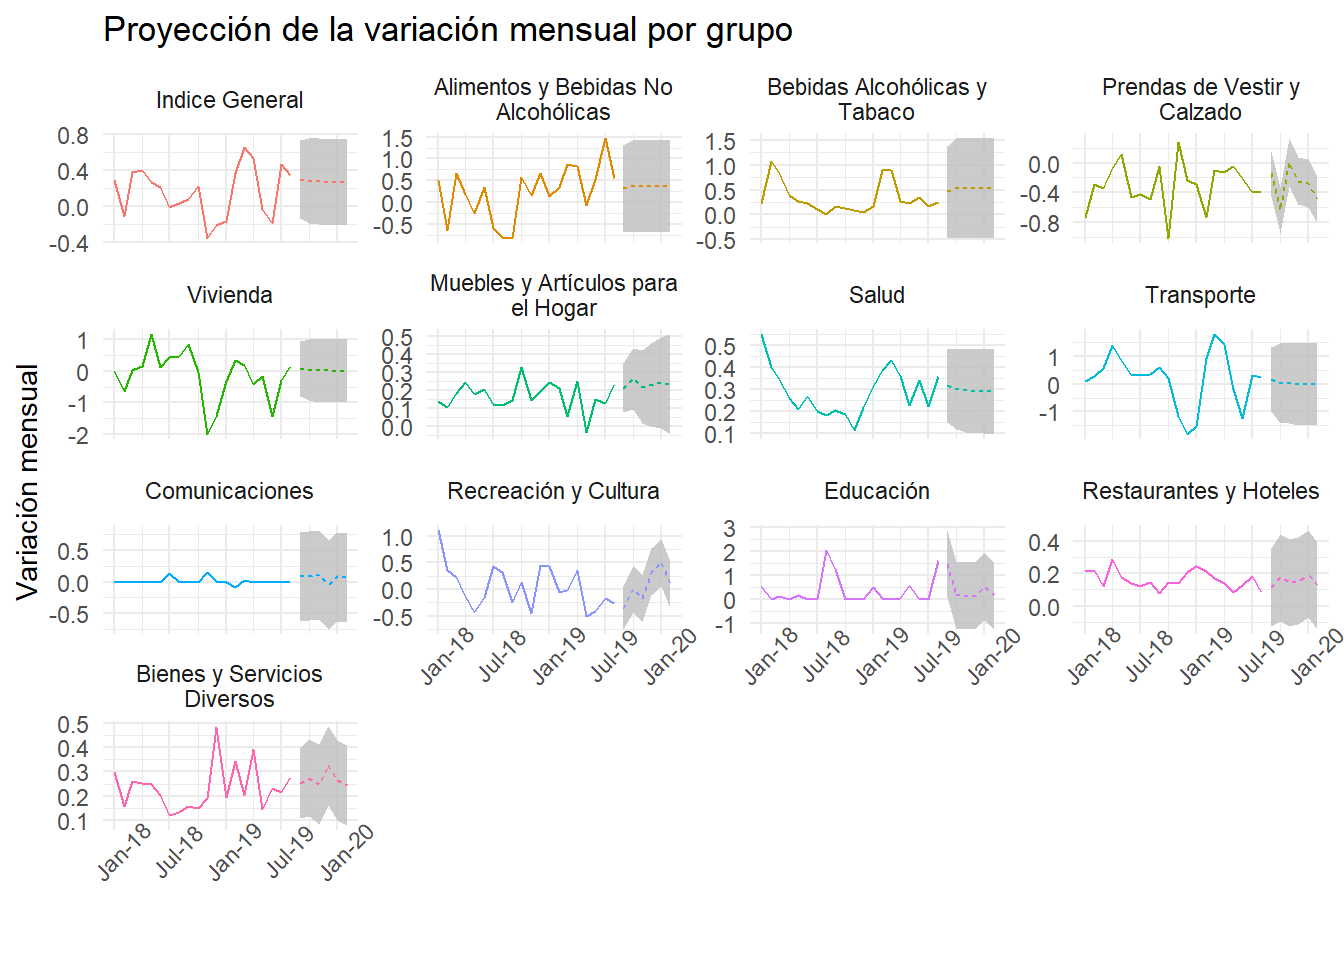 Proyección de la variación mensual por grupo
Indice General
Alimentos y Bebidas No
Alcohólicas
Bebidas Alcohólicas y
Tabaco
Prendas de Vestir y
Calzado
0.8
0.4
0.0
-0.4
1.5
1.0
0.5
0.0
-0.5
1.5
1.0
0.5
0.0
-0.5
0.0
-0.4
-0.8
Vivienda
Muebles y Artículos para
el Hogar
Salud
Transporte
1
0
-1
-2
0.5
0.4
0.3
0.2
0.1
0.0
0.5
0.4
0.3
0.2
0.1
1
0
-1
Variación mensual
Comunicaciones
Recreación y Cultura
Educación
Restaurantes y Hoteles
0.5
0.0
-0.5
1.0
0.5
0.0
-0.5
3
2
1
0
-1
0.4
0.2
0.0
Jan-18
Jul-18
Jan-19
Jul-19
Jan-20
Jan-18
Jul-18
Jan-19
Jul-19
Jan-20
Jan-18
Jul-18
Jan-19
Jul-19
Jan-20
Bienes y Servicios
Diversos
0.5
0.4
0.3
0.2
0.1
Jan-18
Jul-18
Jan-19
Jul-19
Jan-20